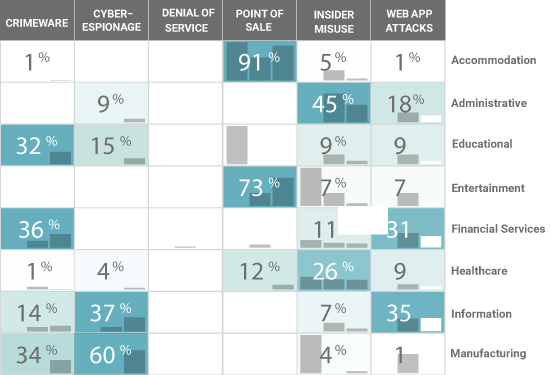 CRIMEWARE
CYBER-
ESPIONAGE
DENIAL OF
SERVICE
POINT OF
SALE
INSIDER
MISUSE
WEB APP
ATTACKS
1% 91% 5% 1% Accommodation
9% 45% 18% Administrative
32% 15% 9% 9 Educational
73% 7% 7 Entertainment
36% 11 31 Financial Services
1% 4% 12% 26% 9 Healthcare
14% 37% 7% 35 Information
34% 60% 4% 1 Manufacturing